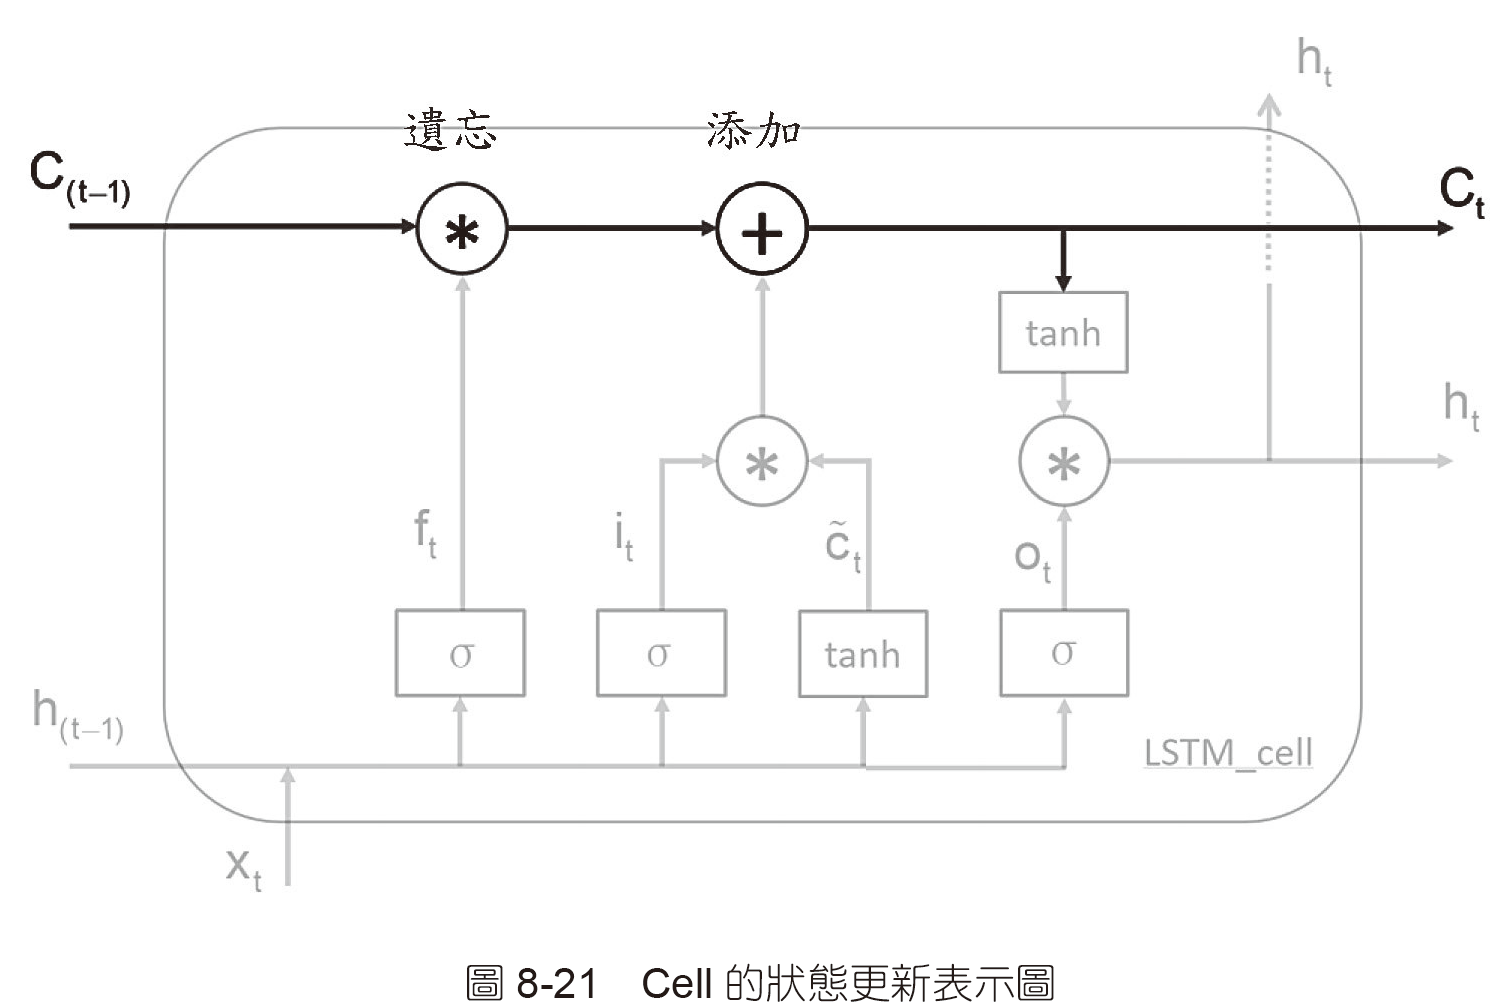 h_t
遺忘 添加
C_(t−1) C_t
* +
tanh
h_t
* *
f_t i_t c̃_t o_t
σ σ tanh σ
h_(t−1)
LSTM_cell
x_t
圖 8-21 Cell 的狀態更新表示圖